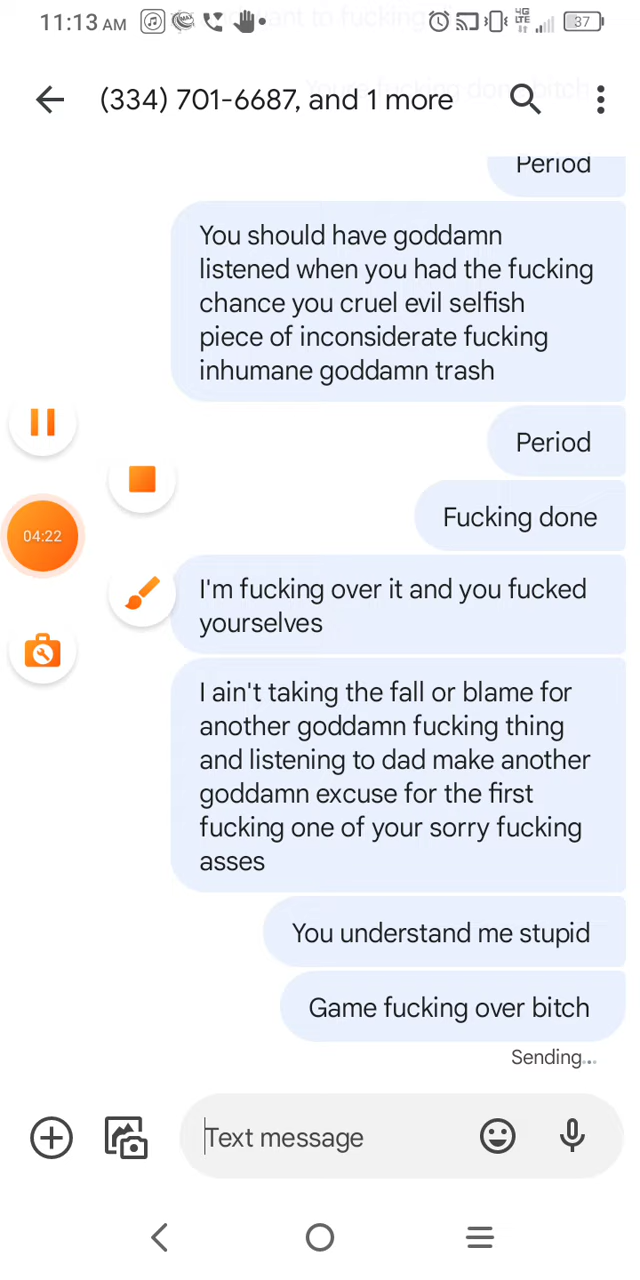 11:13 AM
4G
LTE
37
(334) 701-6687, and 1 more
Period
You should have goddamn
listened when you had the fucking
chance you cruel evil selfish
piece of inconsiderate fucking
inhumane goddamn trash
Period
Fucking done
04:22
I'm fucking over it and you fucked
yourselves
I ain't taking the fall or blame for
another goddamn fucking thing
and listening to dad make another
goddamn excuse for the first
fucking one of your sorry fucking
asses
You understand me stupid
Game fucking over bitch
Sending...
Text message